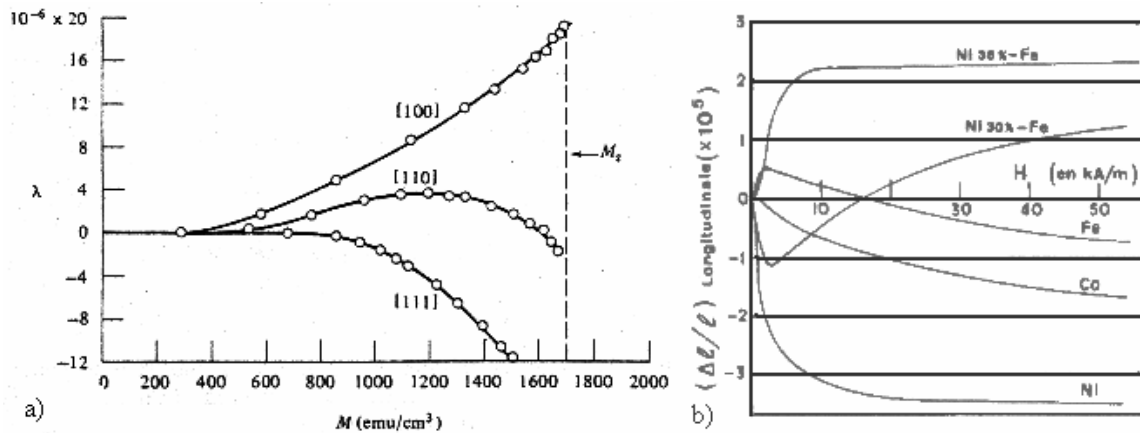 10⁻⁶ x 20
16
12
8
4
0
−4
−8
−12
λ
[100]
[110]
[111]
Mₛ
0 200 400 600 800 1000 1200 1400 1600 1800 2000
M (emu/cm³)
a)
3
2
1
0
-1
-2
-3
(Δℓ/ℓ) Longitudinale (x10⁵)
Ni 36%-Fe
Ni 30%-Fe
H (en kA/m)
10 30 50
Fe
Co
Ni
b)